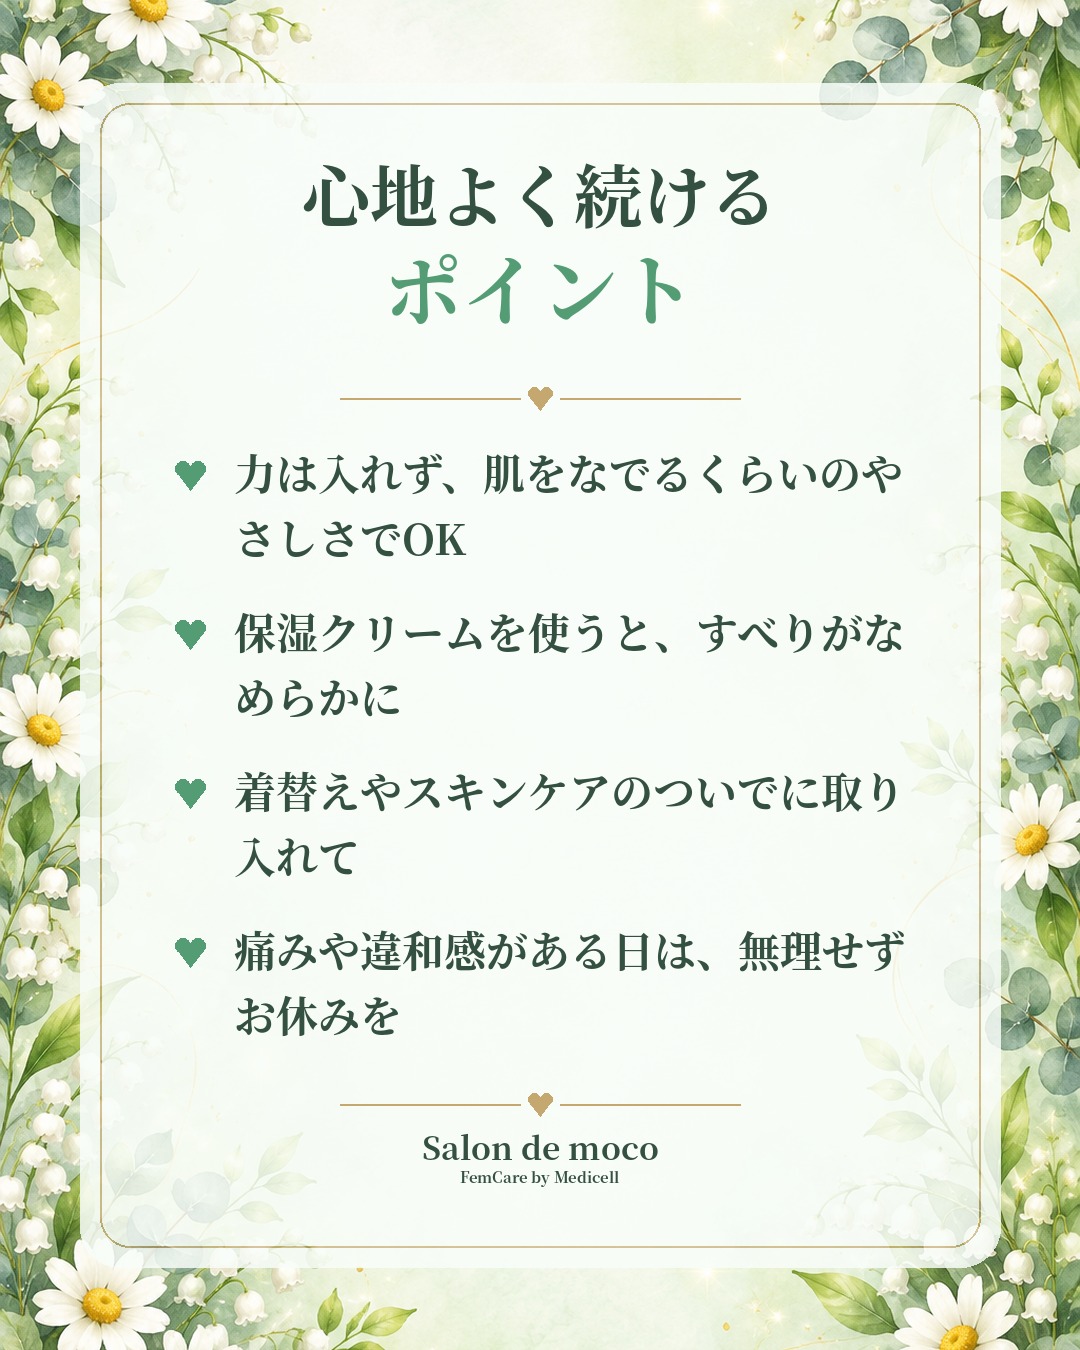 心地よく続ける
ポイント
力は入れず、肌をなでるくらいのや
さしさでOK
保湿クリームを使うと、すべりがな
めらかに
着替えやスキンケアのついでに取り
入れて
痛みや違和感がある日は、無理せず
お休みを
Salon de moco
FemCare by Medicell